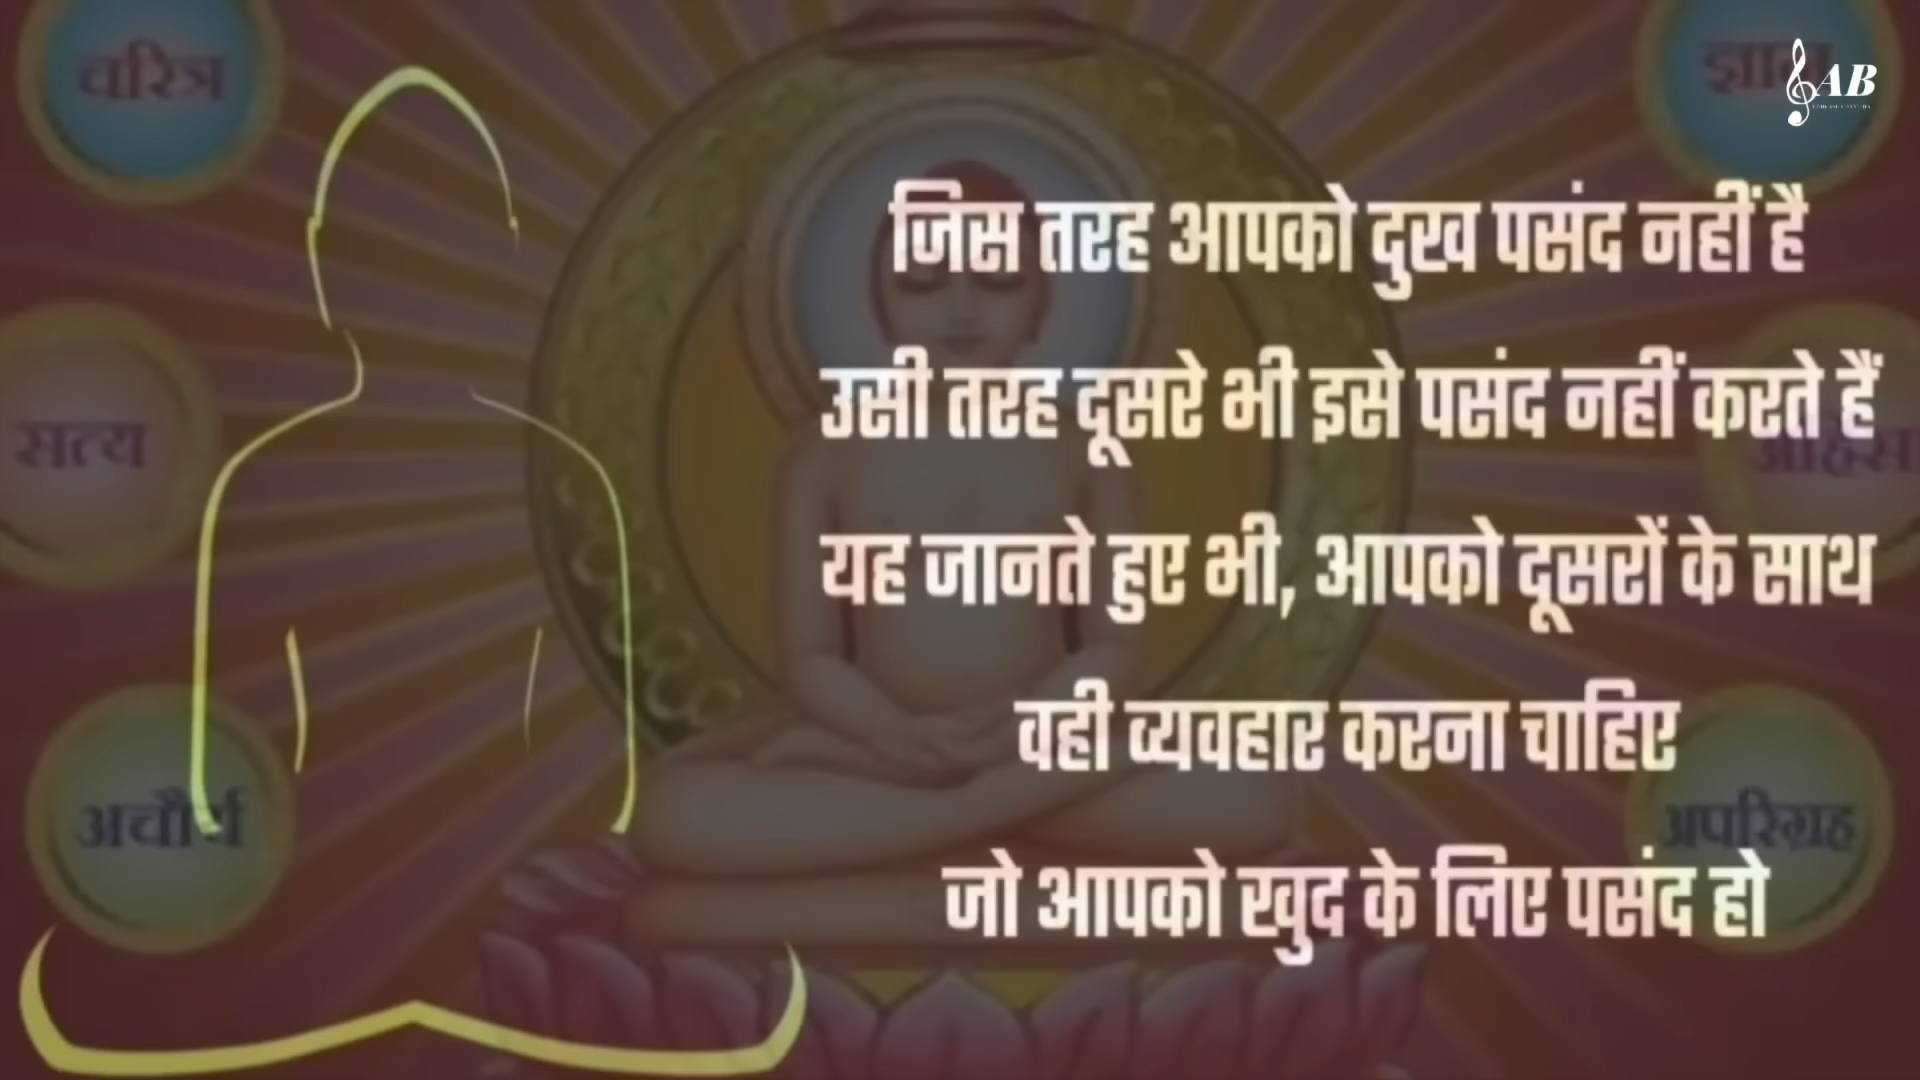 चरित्र
ज्ञान
AB
जिस तरह आपको दुख पसंद नहीं है
उसी तरह दूसरे भी इसे पसंद नहीं करते हैं
सत्य
यह जानते हुए भी, आपको दूसरों के साथ
वही व्यवहार करना चाहिए
अचौर्य
अपरिग्रह
जो आपको खुद के लिए पसंद हो